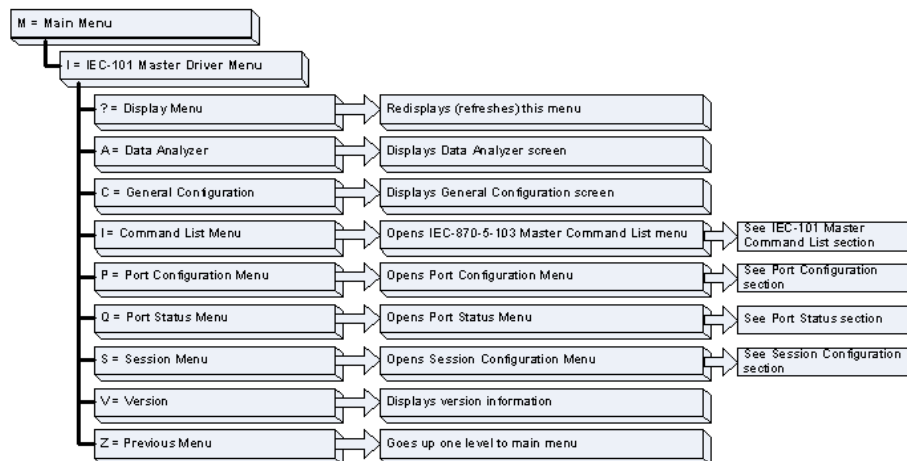 M = Main Menu
I = IEC-101 Master Driver Menu
? = Display Menu
Redisplays (refreshes) this menu
A = Data Analyzer
Displays Data Analyzer screen
C = General Configuration
Displays General Configuration screen
I = Command List Menu
Opens IEC-870-5-103 Master Command List menu
See IEC-101 Master
Command List section
P = Port Configuration Menu
Opens Port Configuration Menu
See Port Configuration
section
Q = Port Status Menu
Opens Port Status Menu
See Port Status section
S = Session Menu
Opens Session Configuration Menu
See Session Configuration
section
V = Version
Displays version information
Z = Previous Menu
Goes up one level to main menu